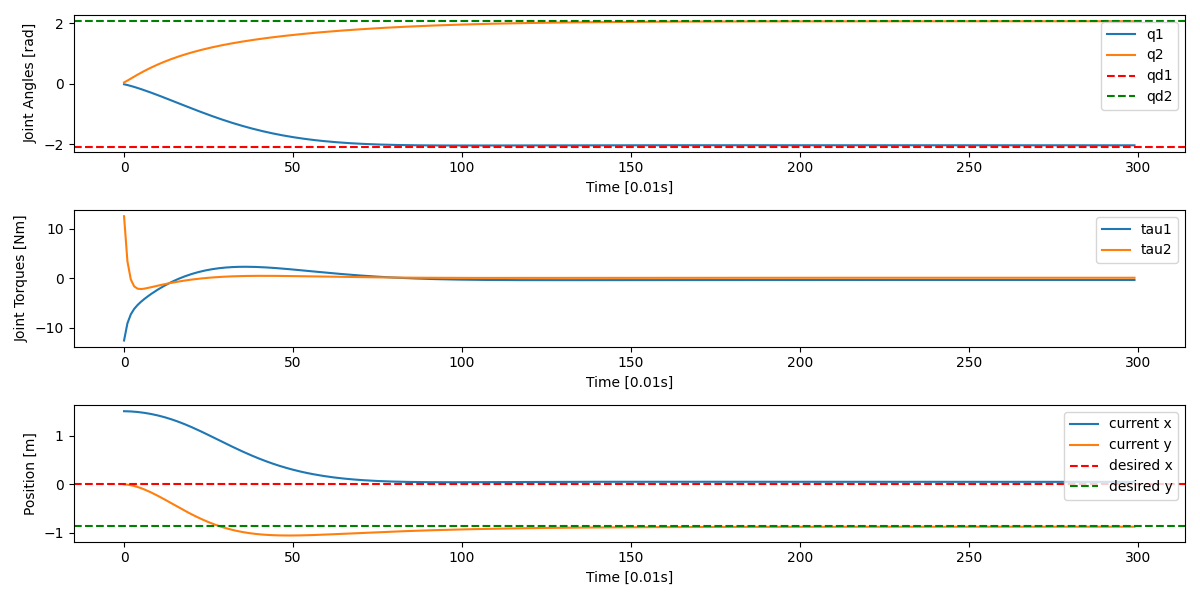 Joint Angles [rad]
2
0
−2
q1
q2
qd1
qd2
0 50 100 150 200 250 300
Time [0.01s]
Joint Torques [Nm]
10
0
−10
tau1
tau2
0 50 100 150 200 250 300
Time [0.01s]
Position [m]
1
0
−1
current x
current y
desired x
desired y
0 50 100 150 200 250 300
Time [0.01s]